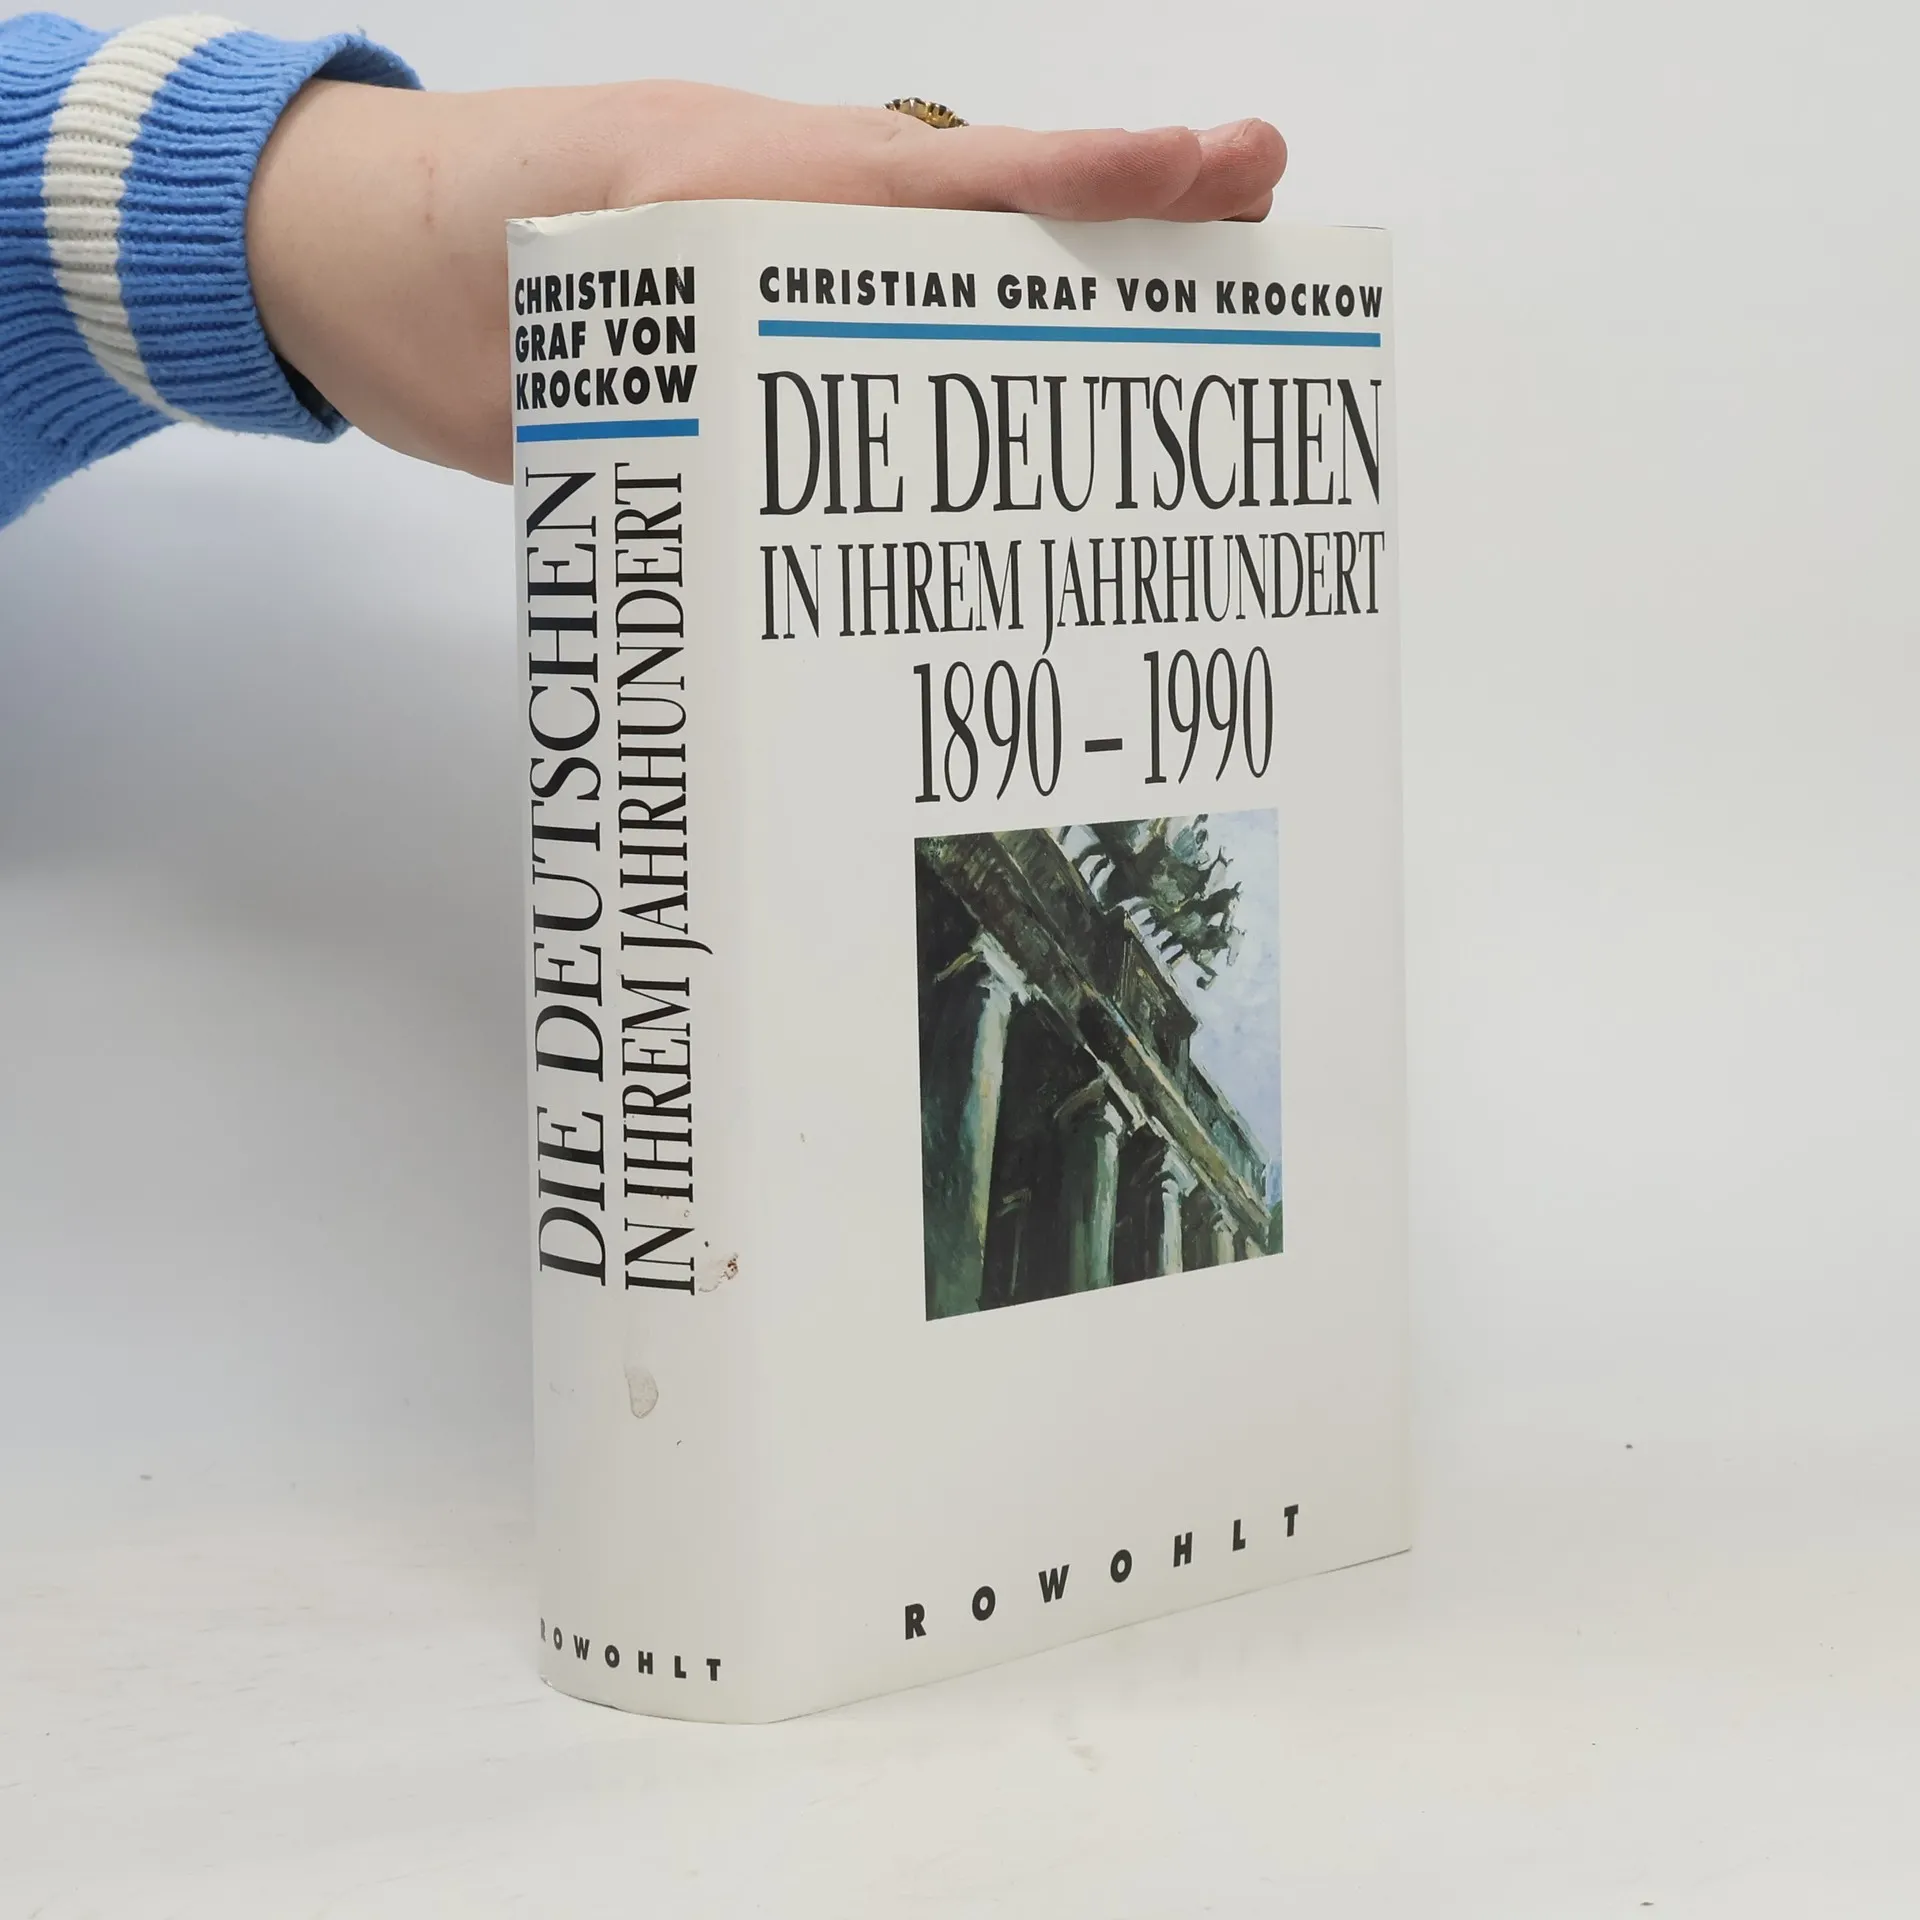 CHRISTIAN
GRAF VON
KROCKOW
DIE DEUTSCHEN
IN IHREM JAHRHUNDERT
ROWOHLT
CHRISTIAN GRAF VON KROCKOW
DIE DEUTSCHEN
IN IHREM JAHRHUNDERT
1890 – 1990
ROWOHLT